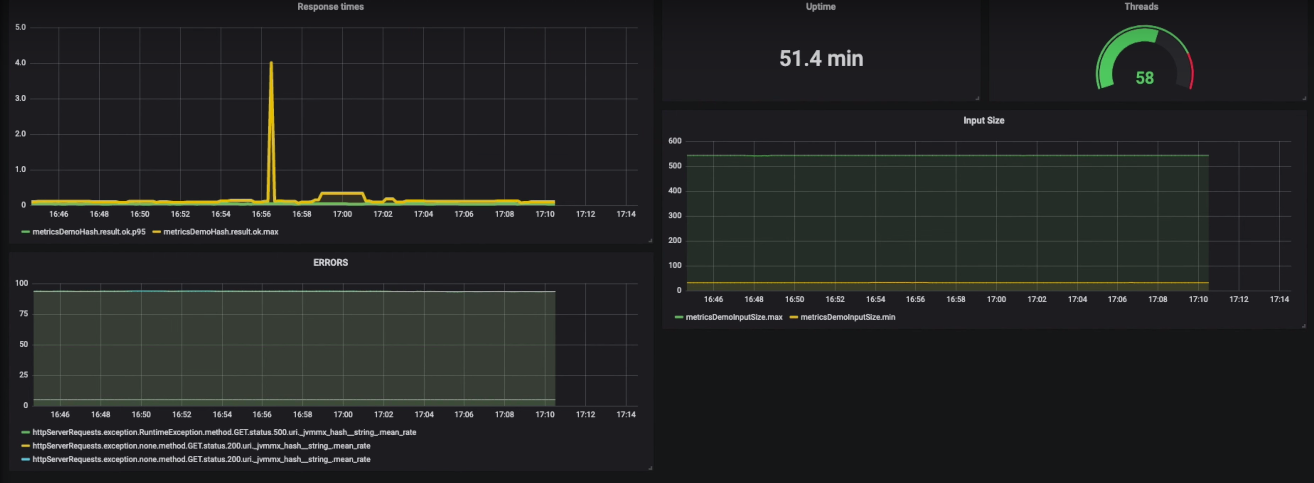 Response times
5.0
4.0
3.0
2.0
1.0
0
16:46 16:48 16:50 16:52 16:54 16:56 16:58 17:00 17:02 17:04 17:06 17:08 17:10 17:12 17:14
metricsDemoHash.result.ok.p95 metricsDemoHash.result.ok.max
Uptime
51.4 min
Threads
58
Input Size
600
500
400
300
200
100
0
16:46 16:48 16:50 16:52 16:54 16:56 16:58 17:00 17:02 17:04 17:06 17:08 17:10 17:12 17:14
metricsDemoInputSize.max metricsDemoInputSize.min
ERRORS
100
75
50
25
0
16:46 16:48 16:50 16:52 16:54 16:56 16:58 17:00 17:02 17:04 17:06 17:08 17:10 17:12 17:14
httpServerRequests.exception.RuntimeException.method.GET.status.500.uri._jvmmx_hash__string_.mean_rate
httpServerRequests.exception.none.method.GET.status.200.uri._jvmmx_hash__string_.mean_rate
httpServerRequests.exception.none.method.GET.status.200.uri._jvmmx_hash__string_.mean_rate